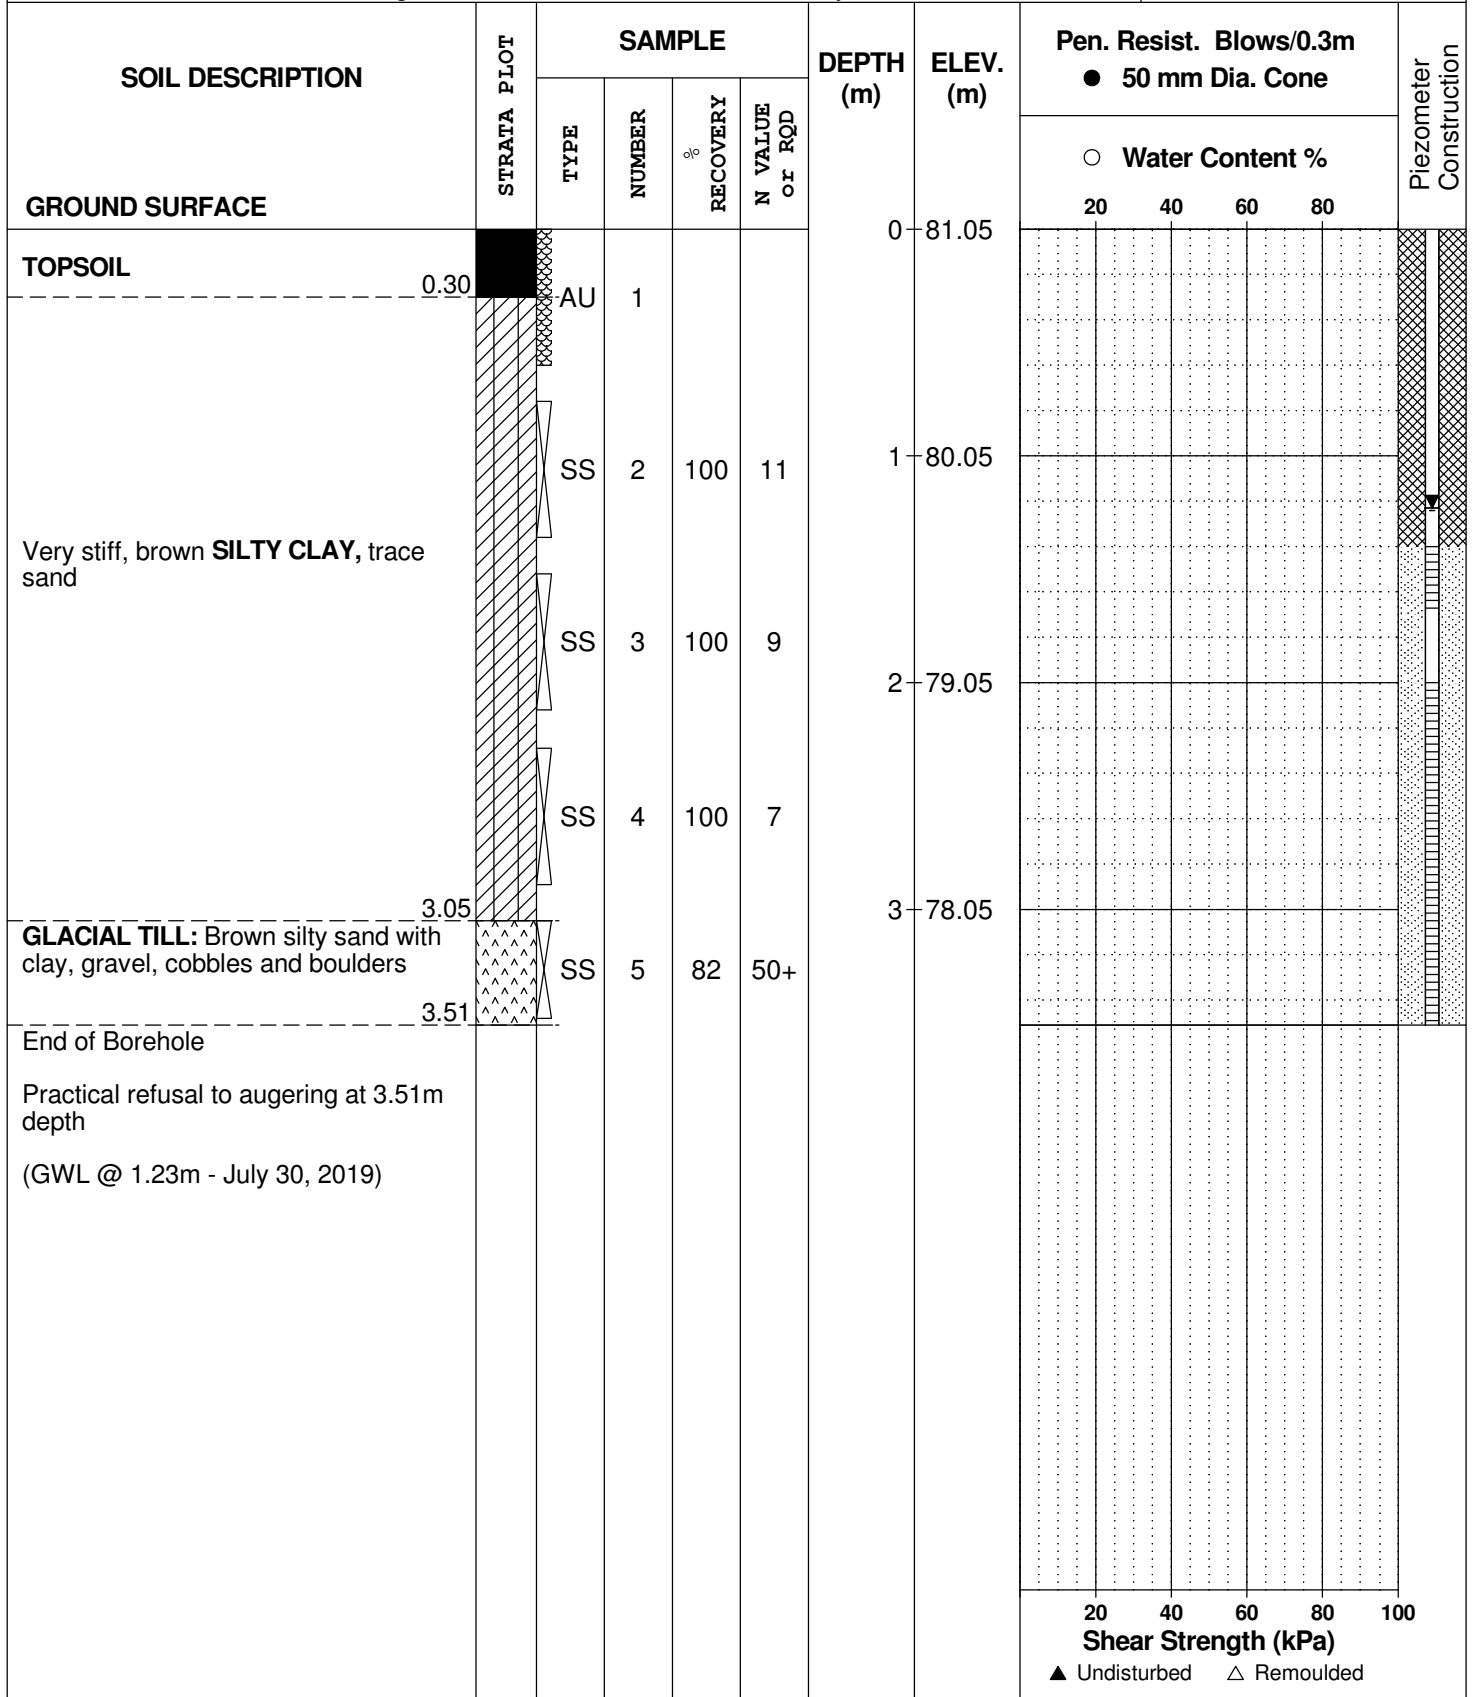 SOIL DESCRIPTION
GROUND SURFACE
STRATA PLOT
SAMPLE
TYPE
NUMBER
%
RECOVERY
N VALUE
or RQD
DEPTH
(m)
ELEV.
(m)
Pen. Resist. Blows/0.3m
● 50 mm Dia. Cone
○ Water Content %
20 40 60 80
Piezometer
Construction
0 81.05
TOPSOIL
0.30
AU 1
1 80.05
SS 2 100 11
Very stiff, brown SILTY CLAY, trace
sand
SS 3 100 9
2 79.05
SS 4 100 7
3.05
3 78.05
GLACIAL TILL: Brown silty sand with
clay, gravel, cobbles and boulders
SS 5 82 50+
3.51
End of Borehole
Practical refusal to augering at 3.51m
depth
(GWL @ 1.23m - July 30, 2019)
20 40 60 80 100
Shear Strength (kPa)
▲ Undisturbed △ Remoulded